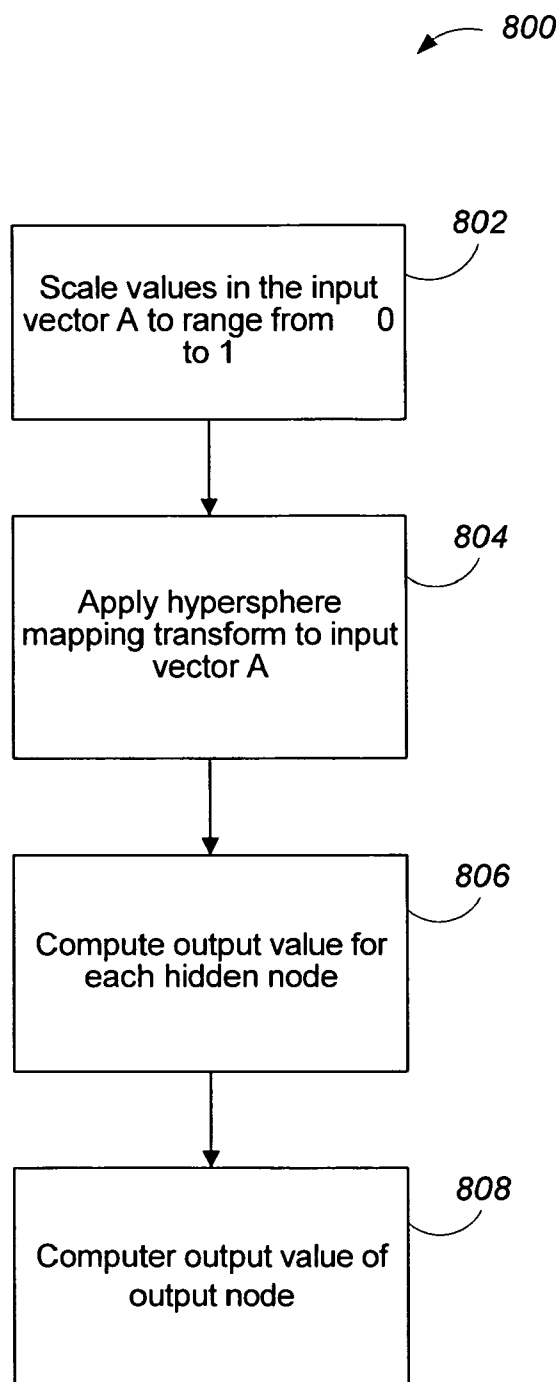 800
802
Scale values in the input
vector A to range from 0
to 1
804
Apply hypersphere
mapping transform to input
vector A
806
Compute output value for
each hidden node
808
Computer output value of
output node